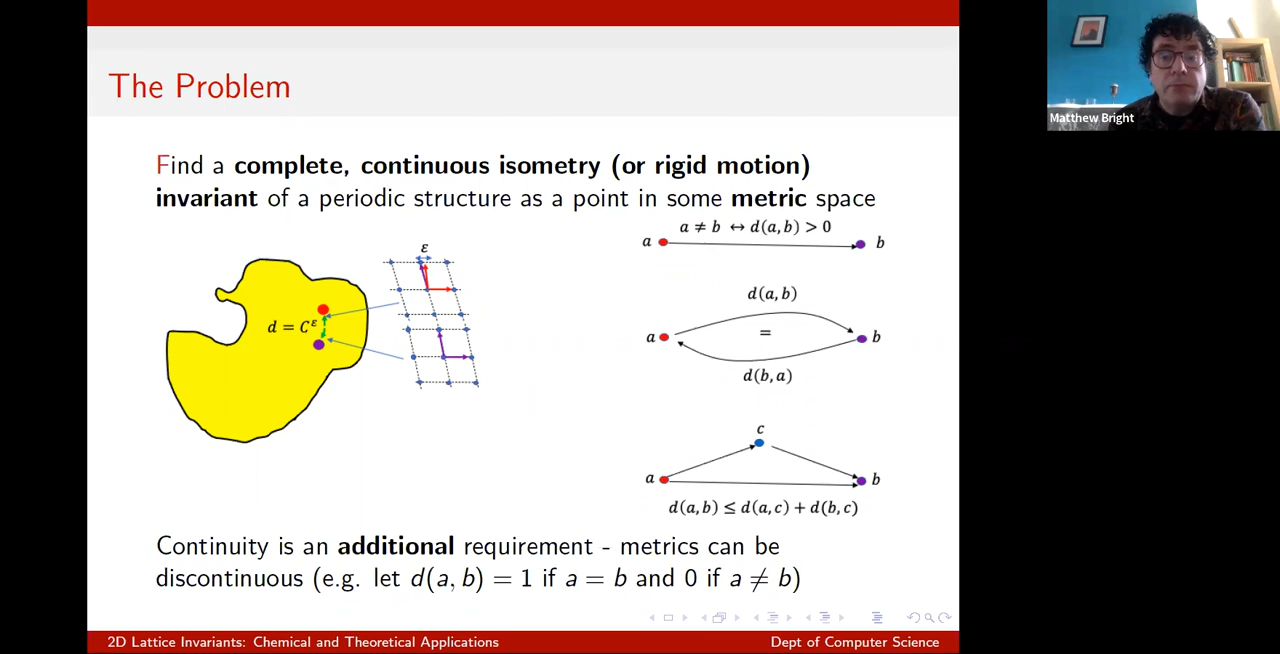 The Problem
Matthew Bright
Find a complete, continuous isometry (or rigid motion)
invariant of a periodic structure as a point in some metric space
a ≠ b ↔ d(a,b) > 0
a
b
ε
d(a,b)
d = Cᵋ
a
=
b
d(b,a)
c
a
b
d(a,b) ≤ d(a,c) + d(b,c)
Continuity is an additional requirement - metrics can be
discontinuous (e.g. let d(a, b) = 1 if a = b and 0 if a ≠ b)
2D Lattice Invariants: Chemical and Theoretical Applications
Dept of Computer Science